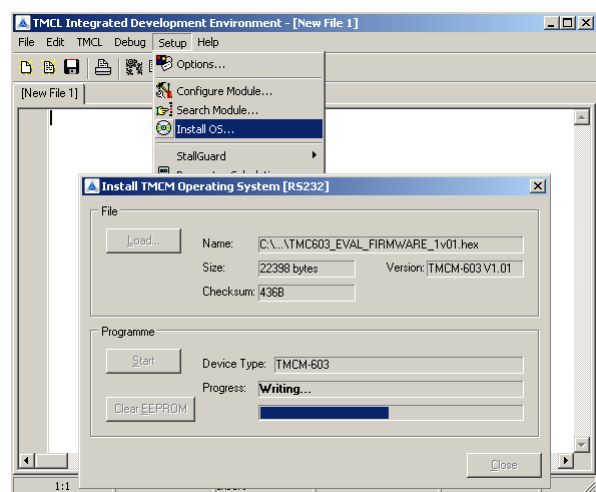 TMCL Integrated Development Environment - [New File 1]
File Edit TMCL Debug Setup Help
Options...
[New File 1]
Configure Module...
Search Module...
Install OS...
StallGuard
Install TMCM Operating System [RS232]
File
Load...
Name: C:\...\TMC603_EVAL_FIRMWARE_1v01.hex
Size: 22398 bytes Version: TMCM-603 V1.01
Checksum: 436B
Programme
Start
Device Type: TMCM-603
Progress: Writing...
Clear EEPROM
Close
1:1